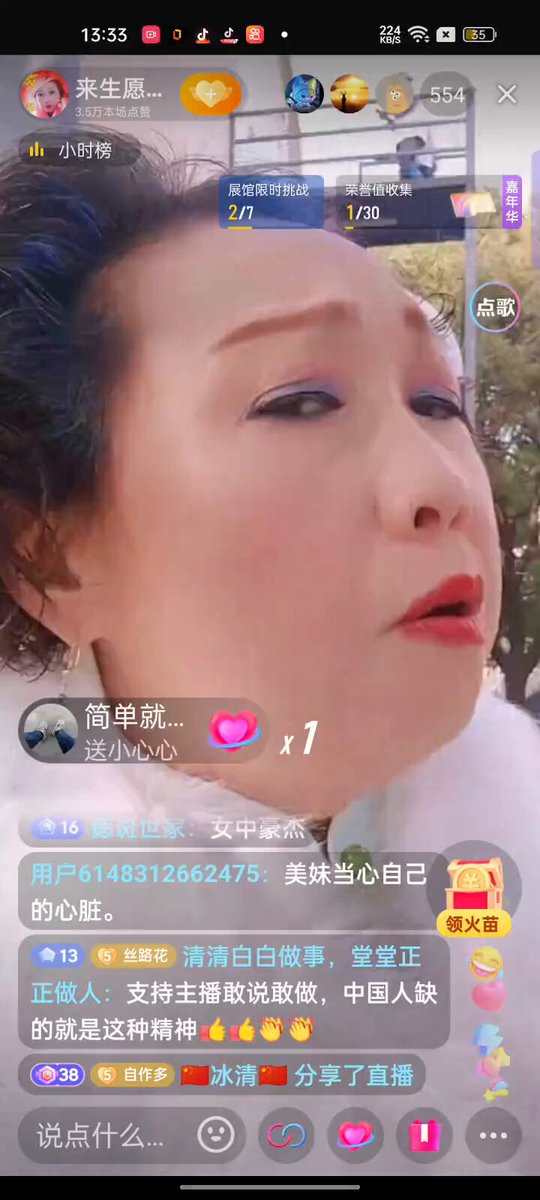 13:33
224 KB/S
35
来生愿...
3.5万本场点赞
554
小时榜
展馆限时挑战
2/7
荣誉值收集
1/30
嘉年华
点歌
简单就...
送小心心
x 1
16 魏说世家：女中豪杰
用户6148312662475：美妹当心自己
的心脏。
领火苗
13 5 丝路花 清清白白做事，堂堂正
正做人：支持主播敢说敢做，中国人缺
的就是这种精神👍👍👏👏
38 5 自作多 🇨🇳冰清🇨🇳 分享了直播
说点什么...